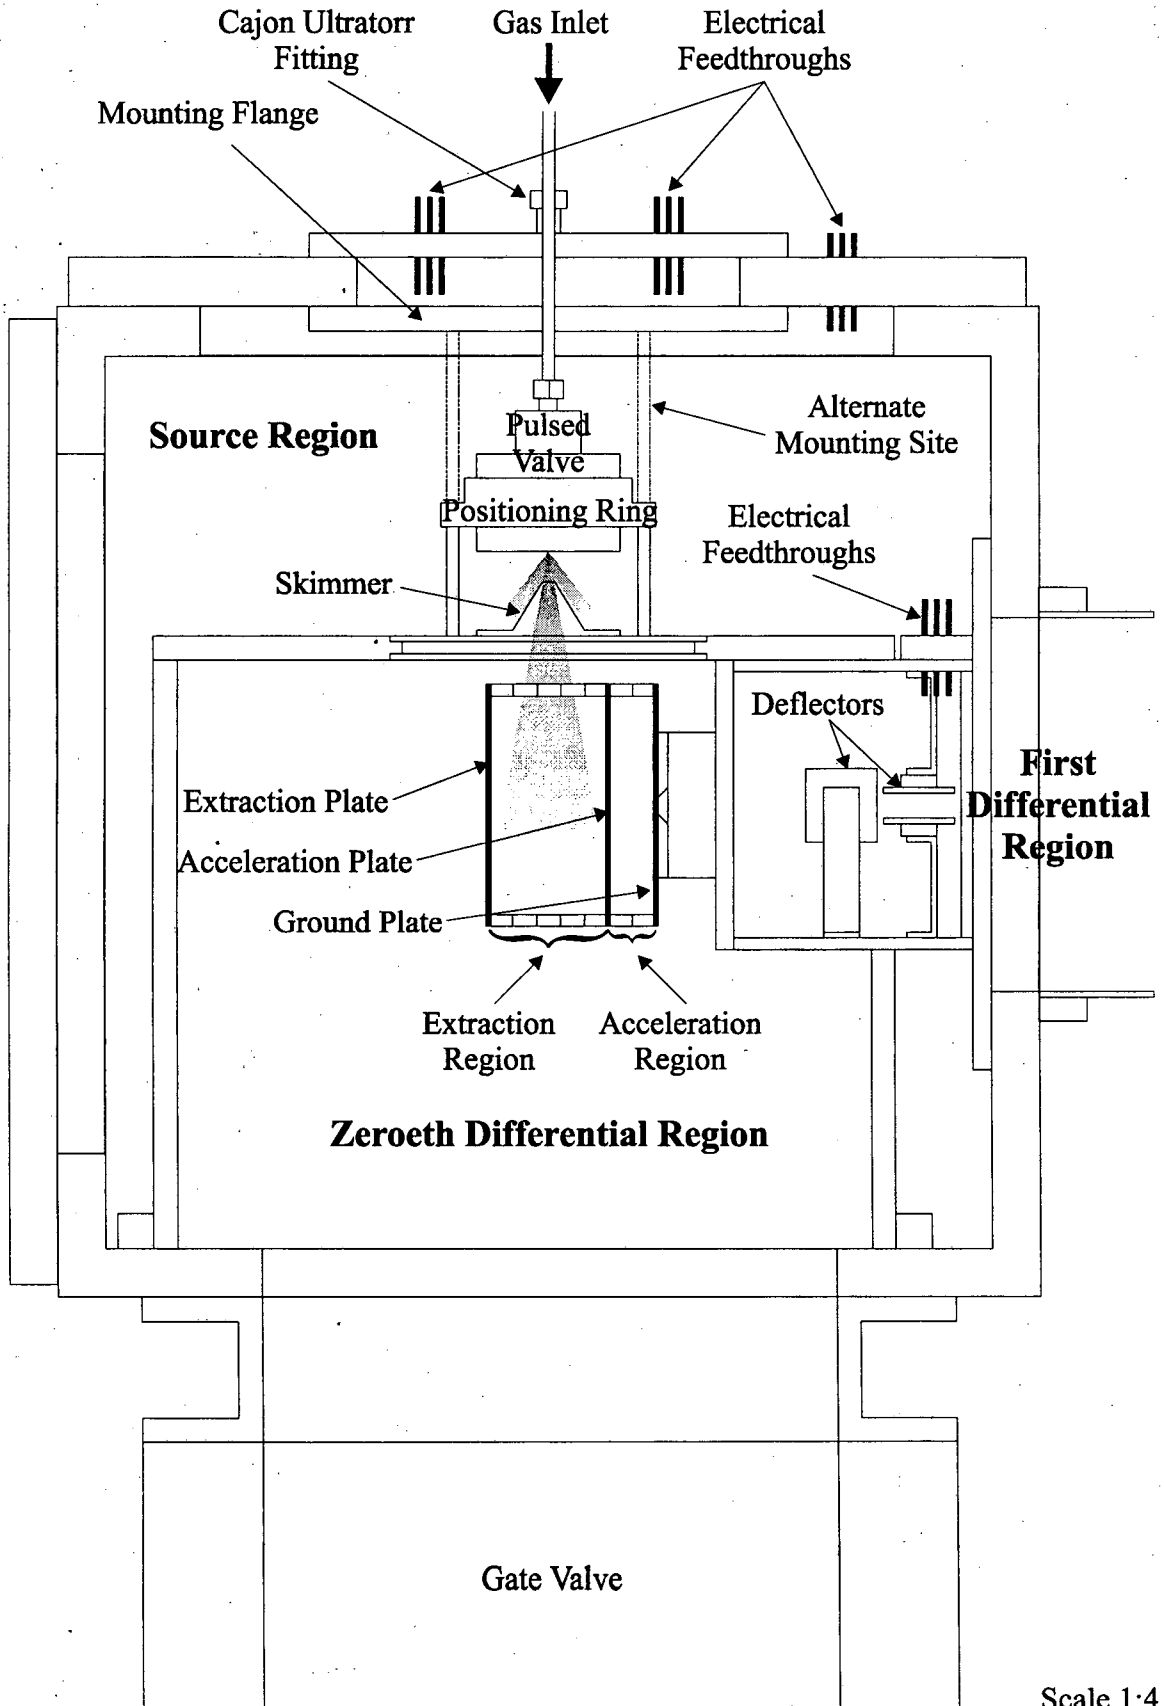 Cajon Ultratorr
Fitting
Gas Inlet
Electrical
Feedthroughs
Mounting Flange
Source Region
Pulsed
Valve
Alternate
Mounting Site
Positioning Ring
Electrical
Feedthroughs
Skimmer
Deflectors
First
Differential
Region
Extraction Plate
Acceleration Plate
Ground Plate
Extraction
Region
Acceleration
Region
Zeroeth Differential Region
Gate Valve
Scale 1:4